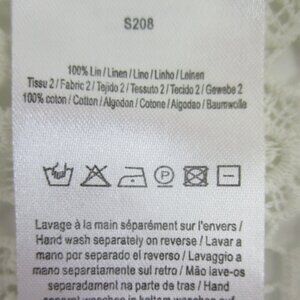 S208
100% Lin / Linen / Lino / Linho / Leinen
Tissu 2 / Fabric 2 / Tejido 2 / Tessuto 2 / Tecido 2 / Gewebe 2
100% coton / Cotton / Algodon / Cotone / Algodao / Baumwolle
P
Lavage à la main séparément sur l'envers /
Hand wash separately on reverse / Lavar a
mano por separado el reverso / Lavaggio a
mano separatamente sul retro / Mão lave-os
separadamente na parte de tras / Hand